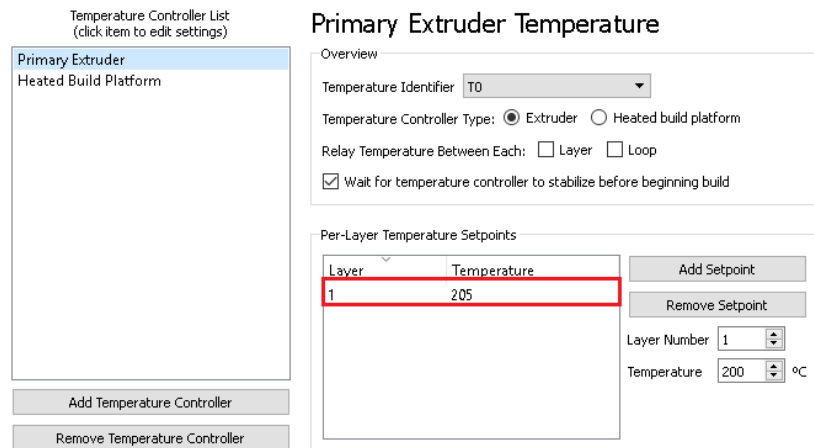 Temperature Controller List
(click item to edit settings)
Primary Extruder
Heated Build Platform
Add Temperature Controller
Remove Temperature Controller
Primary Extruder Temperature
Overview
Temperature Identifier T0
Temperature Controller Type: Extruder Heated build platform
Relay Temperature Between Each: Layer Loop
Wait for temperature controller to stabilize before beginning build
Per-Layer Temperature Setpoints
Layer Temperature
1 205
Add Setpoint
Remove Setpoint
Layer Number 1
Temperature 200 ºC